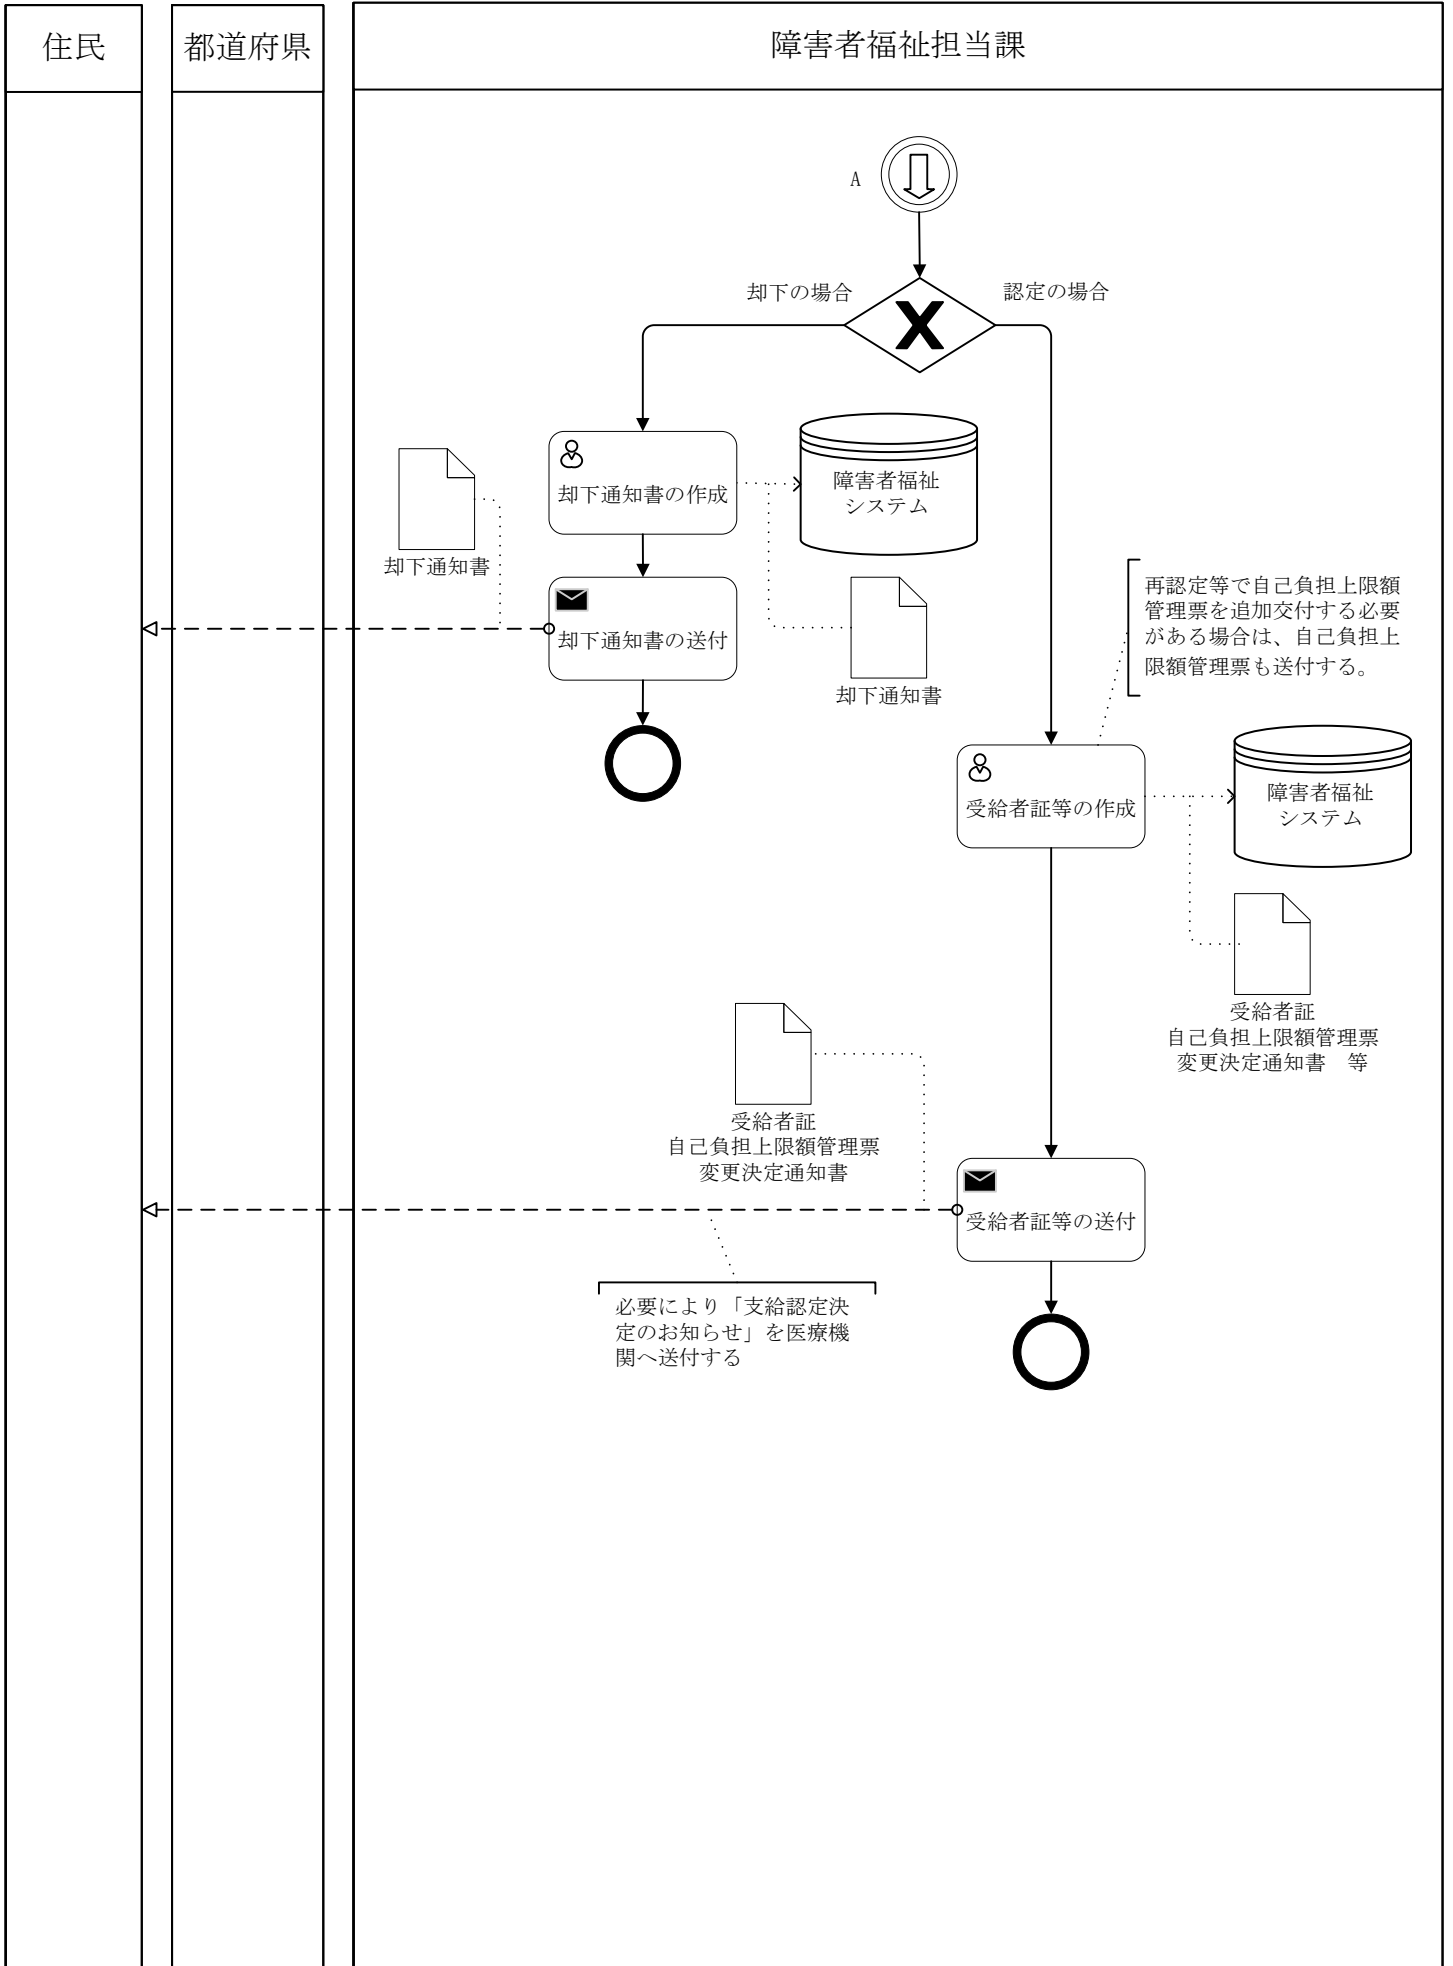 住民
都道府県
障害者福祉担当課
A
却下の場合
認定の場合
却下通知書の作成
障害者福祉
システム
却下通知書
却下通知書の送付
却下通知書
再認定等で自己負担上限額
管理票を追加交付する必要
がある場合は、自己負担上
限額管理票も送付する。
受給者証等の作成
障害者福祉
システム
受給者証
自己負担上限額管理票
変更決定通知書　等
受給者証
自己負担上限額管理票
変更決定通知書
受給者証等の送付
必要により「支給認定決
定のお知らせ」を医療機
関へ送付する